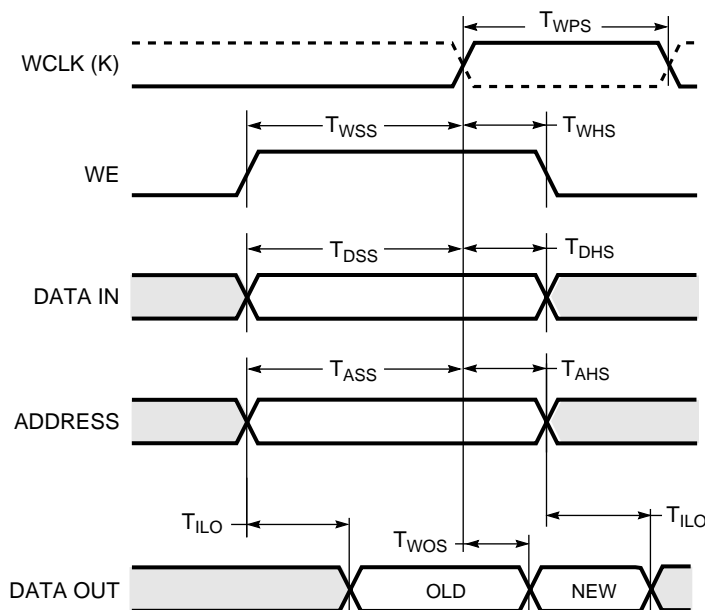 T_WPS
WCLK (K)
T_WSS T_WHS
WE
T_DSS T_DHS
DATA IN
T_ASS T_AHS
ADDRESS
T_ILO T_ILO
T_WOS
DATA OUT OLD NEW